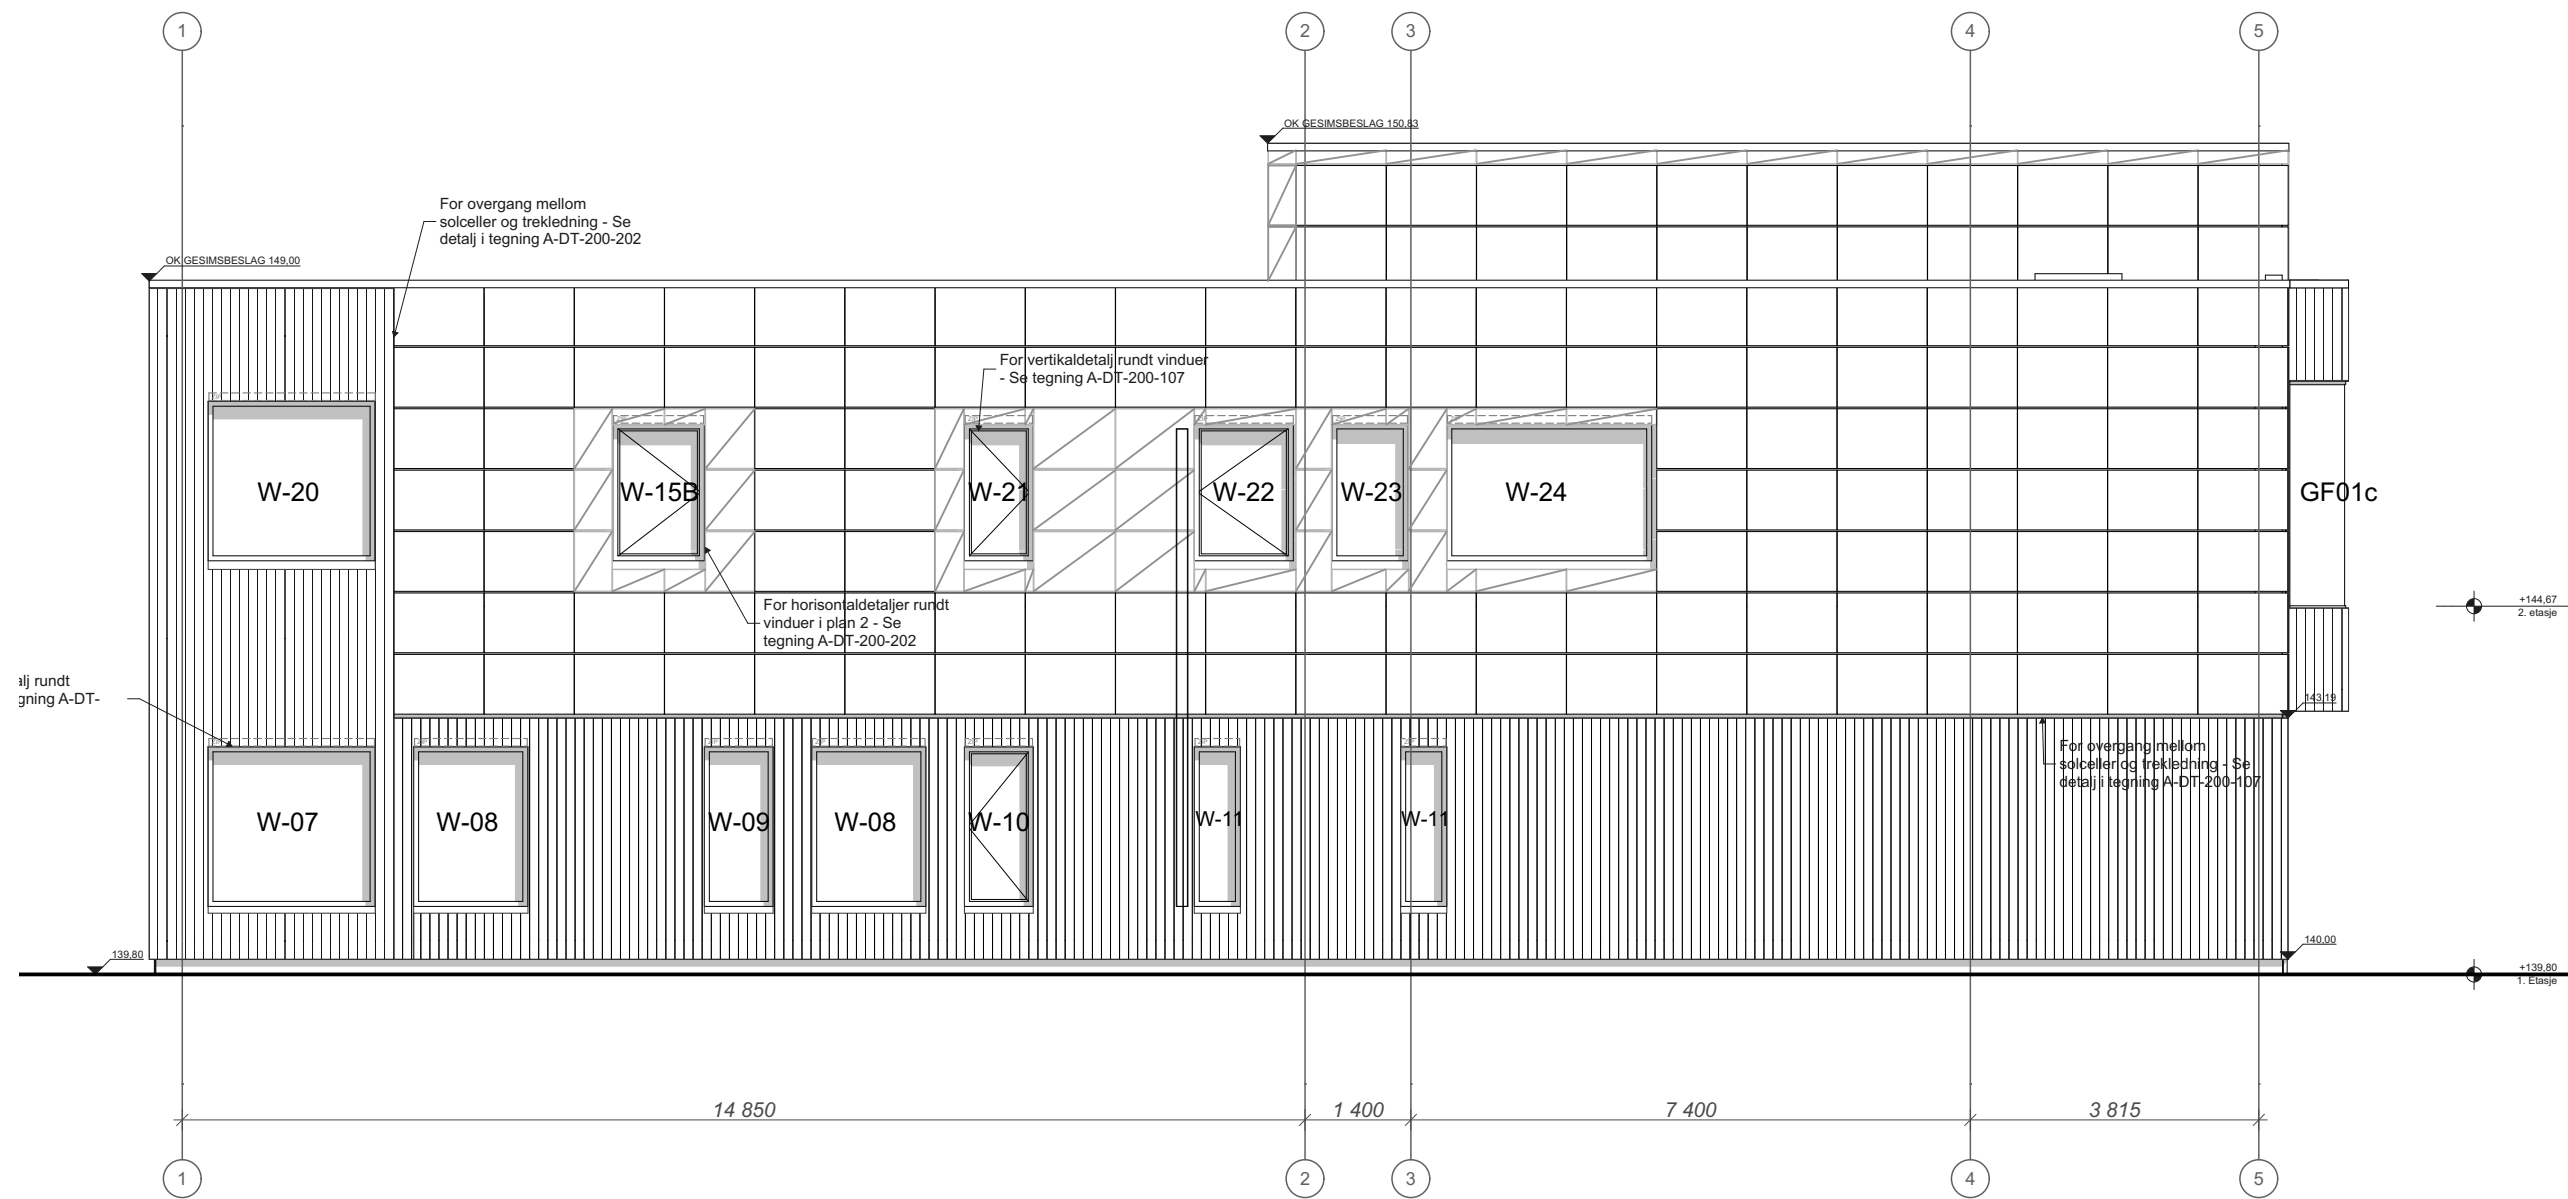 1
2
3
4
5
OK GESIMSBESLAG 150,83
For overgang mellom
solceller og trekledning - Se
detalj i tegning A-DT-200-202
OK GESIMSBESLAG 149,00
For vertikaldetalj rundt vinduer
- Se tegning A-DT-200-107
W-20
W-15B
W-21
W-22
W-23
W-24
GF01c
For horisontaldetaljer rundt
vinduer i plan 2 - Se
tegning A-DT-200-202
+144,67
2. etasje
alj rundt
gning A-DT-
143,19
For overgang mellom
solceller og trekledning - Se
detalj i tegning A-DT-200-107
W-07
W-08
W-09
W-08
W-10
W-11
W-11
139,80
140,00
+139,80
1. Etasje
14 850
1 400
7 400
3 815
1
2
3
4
5